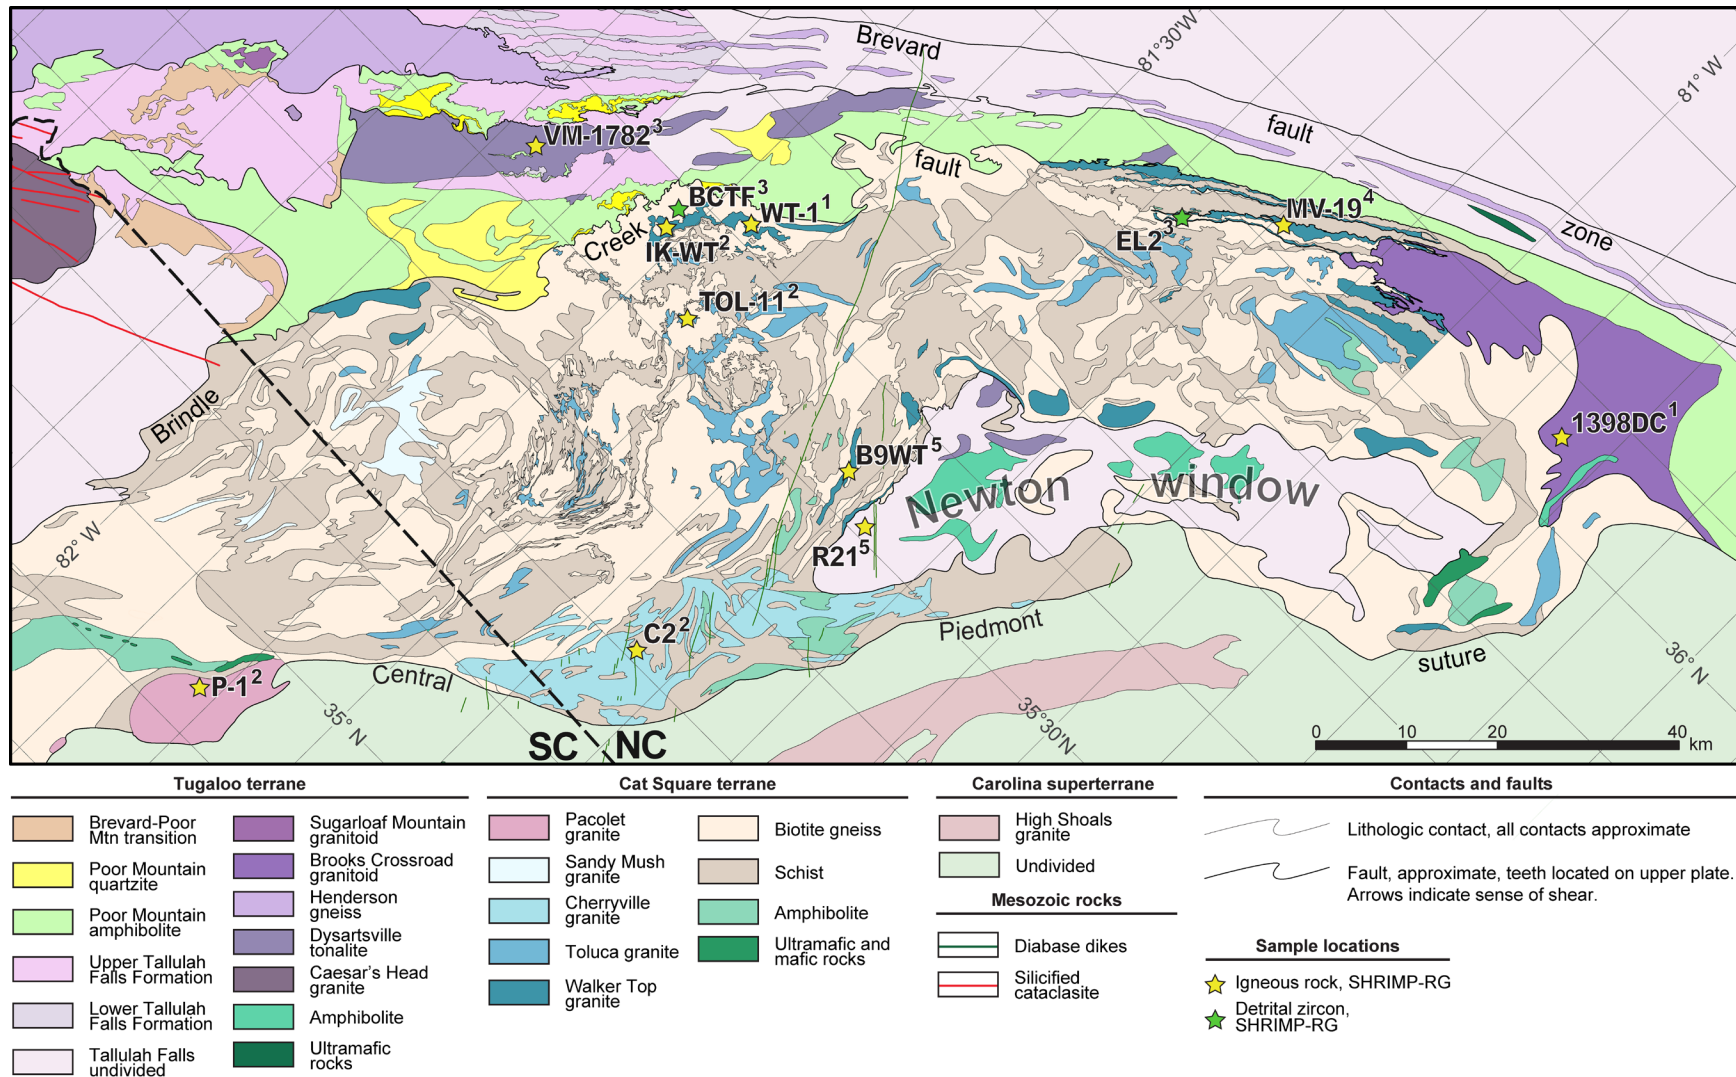 Brevard
81°30'W
81° W
fault
VM-1782³
fault
BCTF³
WT-1¹
MV-19⁴
Creek
IK-WT²
EL2³
zone
TOL-11²
Brindle
1398DC¹
B9WT⁵
Newton window
R21⁵
82° W
C2²
Piedmont
suture
36° N
Central
P-1²
35° N
35°30'N
SC NC
0 10 20 40 km
Tugaloo terrane
Brevard-Poor
Mtn transition
Poor Mountain
quartzite
Poor Mountain
amphibolite
Upper Tallulah
Falls Formation
Lower Tallulah
Falls Formation
Tallulah Falls
undivided
Sugarloaf Mountain
granitoid
Brooks Crossroad
granitoid
Henderson
gneiss
Dysartsville
tonalite
Caesar's Head
granite
Amphibolite
Ultramafic
rocks
Cat Square terrane
Pacolet
granite
Sandy Mush
granite
Cherryville
granite
Toluca granite
Walker Top
granite
Biotite gneiss
Schist
Amphibolite
Ultramafic and
mafic rocks
Carolina superterrane
High Shoals
granite
Undivided
Mesozoic rocks
Diabase dikes
Silicified
cataclasite
Contacts and faults
Lithologic contact, all contacts approximate
Fault, approximate, teeth located on upper plate.
Arrows indicate sense of shear.
Sample locations
Igneous rock, SHRIMP-RG
Detrital zircon,
SHRIMP-RG